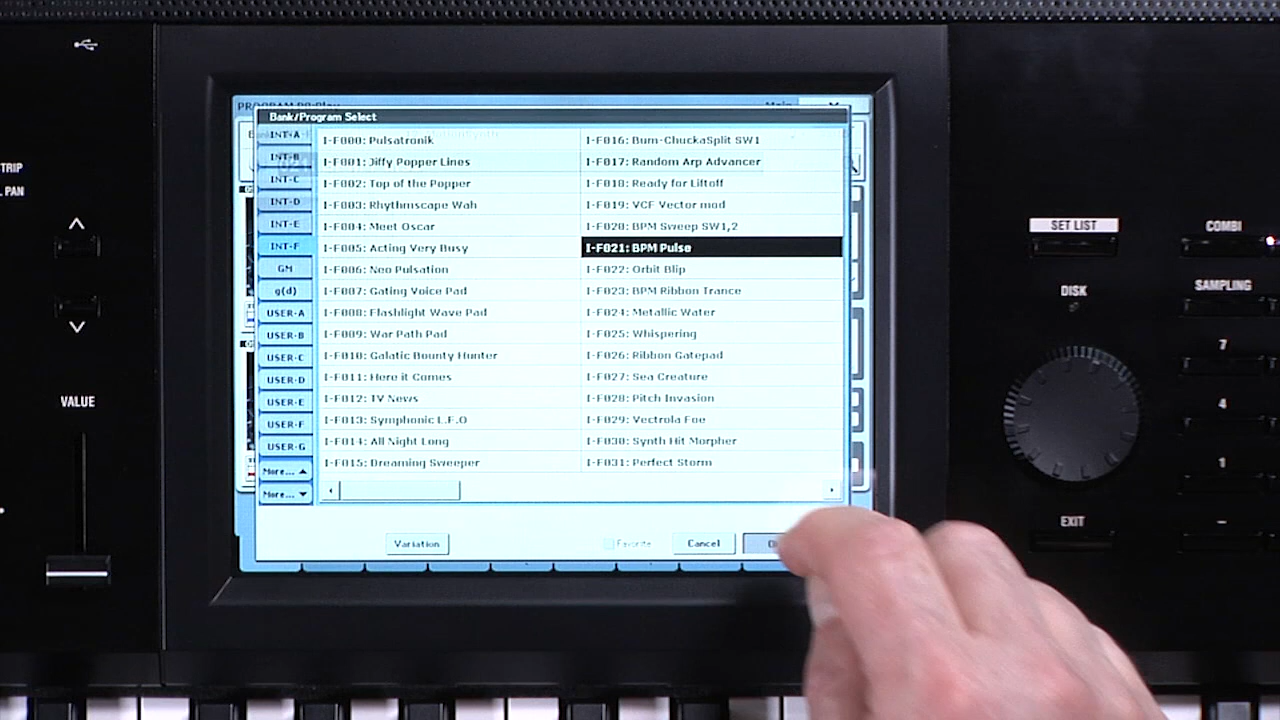 PROGRAM P0:Play Main
Bank/Program Select
INT-A
INT-B
INT-C
INT-D
INT-E
INT-F
GM
g(d)
USER-A
USER-B
USER-C
USER-D
USER-E
USER-F
USER-G
More...
More...
I-F000: Pulsatronik
I-F001: Jiffy Popper Lines
I-F002: Top of the Popper
I-F003: Rhythmscape Wah
I-F004: Meet Oscar
I-F005: Acting Very Busy
I-F006: Neo Pulsation
I-F007: Gating Voice Pad
I-F008: Flashlight Wave Pad
I-F009: War Path Pad
I-F010: Galatic Bounty Hunter
I-F011: Here it Comes
I-F012: TV News
I-F013: Symphonic L.F.O
I-F014: All Night Long
I-F015: Dreaming Sweeper
I-F016: Burn-ChuckaSplit SW1
I-F017: Random Arp Advancer
I-F018: Ready for Liftoff
I-F019: VCF Vector mod
I-F020: BPM Sweep SW1,2
I-F021: BPM Pulse
I-F022: Orbit Blip
I-F023: BPM Ribbon Trance
I-F024: Metallic Water
I-F025: Whispering
I-F026: Ribbon Gatepad
I-F027: Sea Creature
I-F028: Pitch Invasion
I-F029: Vectrola Foe
I-F030: Synth Hit Morpher
I-F031: Perfect Storm
Variation
Favorite
Cancel
TRIP
PAN
VALUE
SET LIST
COMBI
DISK
SAMPLING
7
4
1
EXIT
-